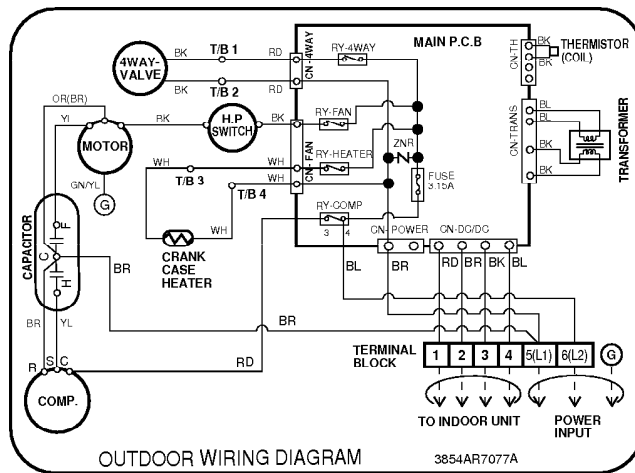 MAIN P.C.B
4WAY-
VALVE
BK
T/B 1
RD
BK
T/B 2
RD
CN-4WAY
RY-4WAY
CN-TH
BK
BK
THERMISTOR
(COIL)
OR(BR)
YI
MOTOR
BK
H.P
SWITCH
BK
CN-FAN
RY-FAN
ZNR
RY-HEATER
FUSE
3.15A
CN-TRANS
BL
BL
BK
BK
TRANSFORMER
GN/YL
G
WH
T/B 3
WH
WH
T/B 4
WH
CRANK
CASE
HEATER
RY-COMP
3 4
CN-POWER
CN-DC/DC
BL
BR
RD
BR
BK
BL
CAPACITOR
F
C
H
BR
BR
BR
YL
R
S
C
COMP.
RD
TERMINAL
BLOCK
1
2
3
4
5(L1)
6(L2)
G
TO INDOOR UNIT
POWER
INPUT
OUTDOOR WIRING DIAGRAM
3854AR7077A